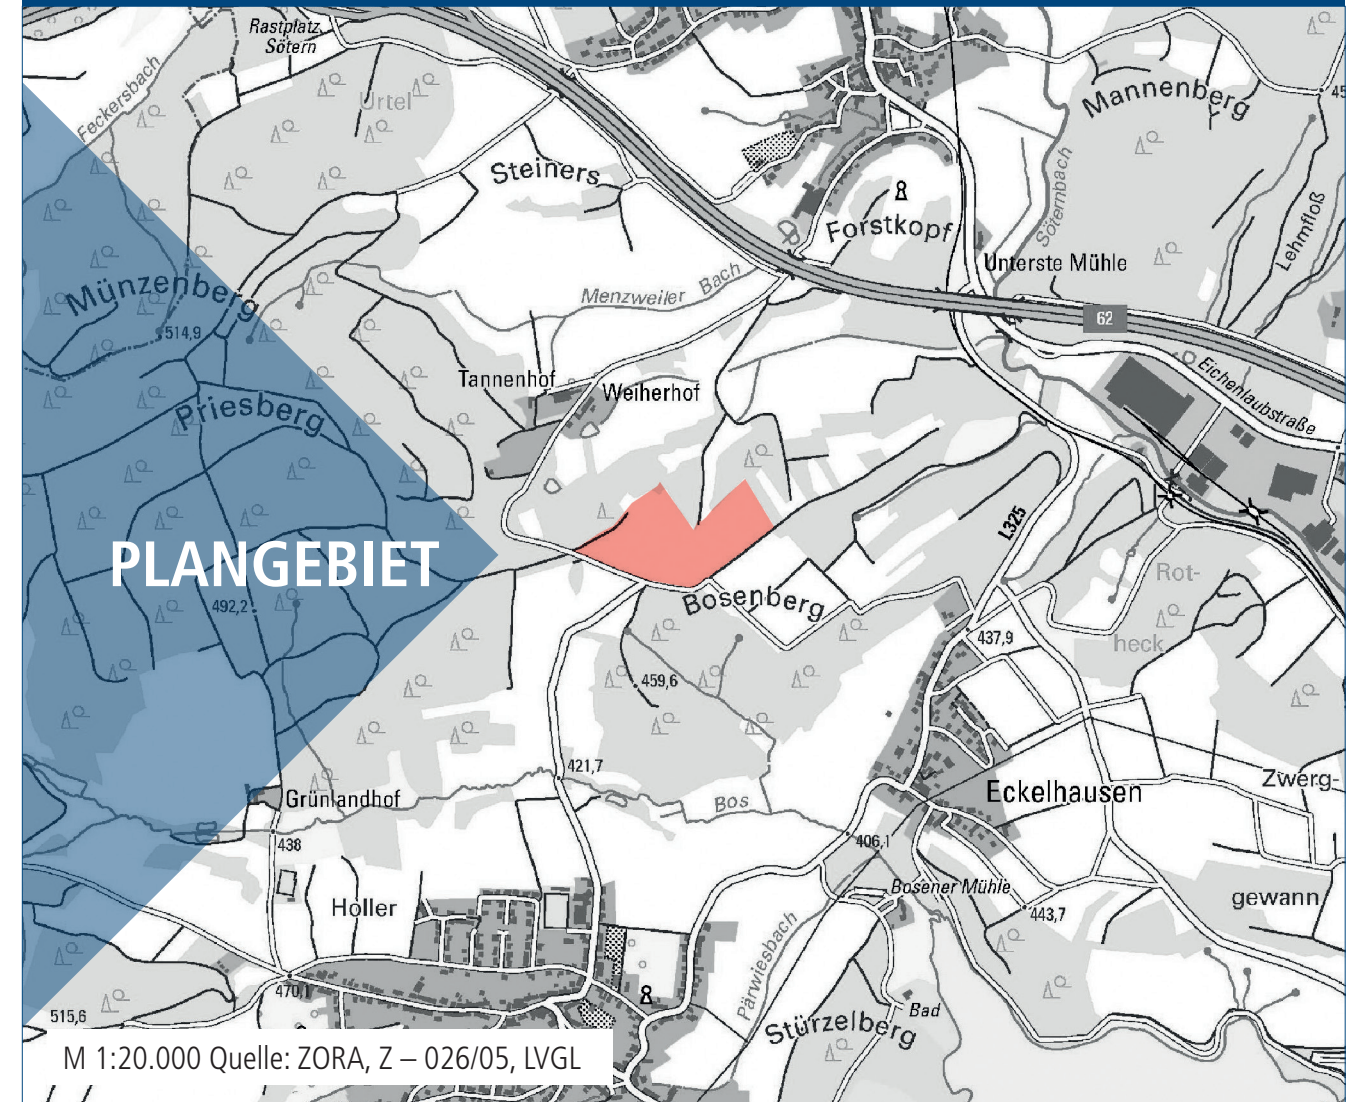 Rastplatz
Sötern
Feckersbach
Urtel
Mannenberg
45
Steiners
Söternbach
Lehmfloß
Forstkopf
Unterste Mühle
Münzenberg
Menzweiler Bach
514,9
62
Eichenlaubstraße
Tannenhof
Weiherhof
Priesberg
L325
PLANGEBIET
Rot-
heck
492,2
Bosenberg
437,9
459,6
421,7
Zwerg-
gewann
Grünlandhof
Bos
Eckelhausen
438
406,1
Höller
Bosener Mühle
443,7
Pärwiesbach
470,1
515,6
Bad
Stürzelberg
M 1:20.000 Quelle: ZORA, Z – 026/05, LVGL